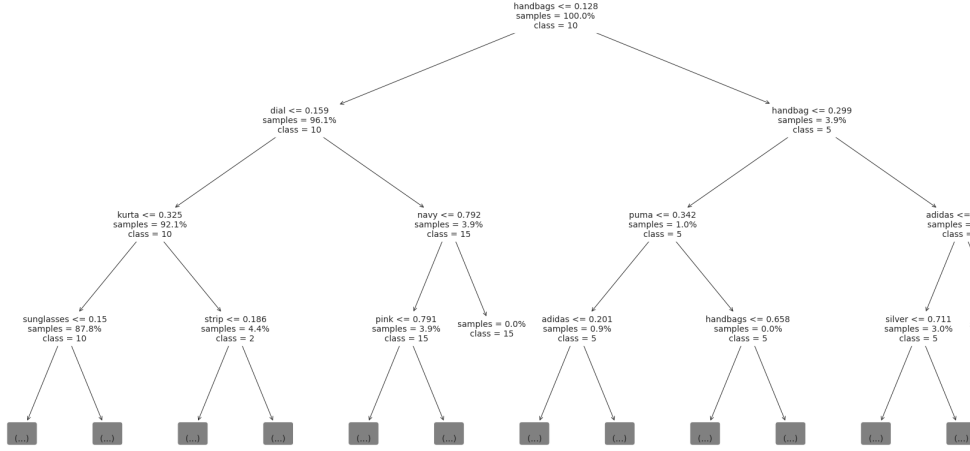 handbags <= 0.128
samples = 100.0%
class = 10
dial <= 0.159
samples = 96.1%
class = 10
handbag <= 0.299
samples = 3.9%
class = 5
kurta <= 0.325
samples = 92.1%
class = 10
navy <= 0.792
samples = 3.9%
class = 15
puma <= 0.342
samples = 1.0%
class = 5
adidas <=
samples =
class =
sunglasses <= 0.15
samples = 87.8%
class = 10
strip <= 0.186
samples = 4.4%
class = 2
pink <= 0.791
samples = 3.9%
class = 15
samples = 0.0%
class = 15
adidas <= 0.201
samples = 0.9%
class = 5
handbags <= 0.658
samples = 0.0%
class = 5
silver <= 0.711
samples = 3.0%
class = 5
(...)
(...)
(...)
(...)
(...)
(...)
(...)
(...)
(...)
(...)
(...)
(...)